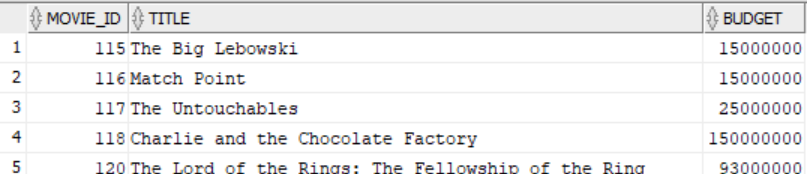 MOVIE_ID TITLE BUDGET
1 115 The Big Lebowski 15000000
2 116 Match Point 15000000
3 117 The Untouchables 25000000
4 118 Charlie and the Chocolate Factory 150000000
5 120 The Lord of the Rings: The Fellowship of the Ring 93000000